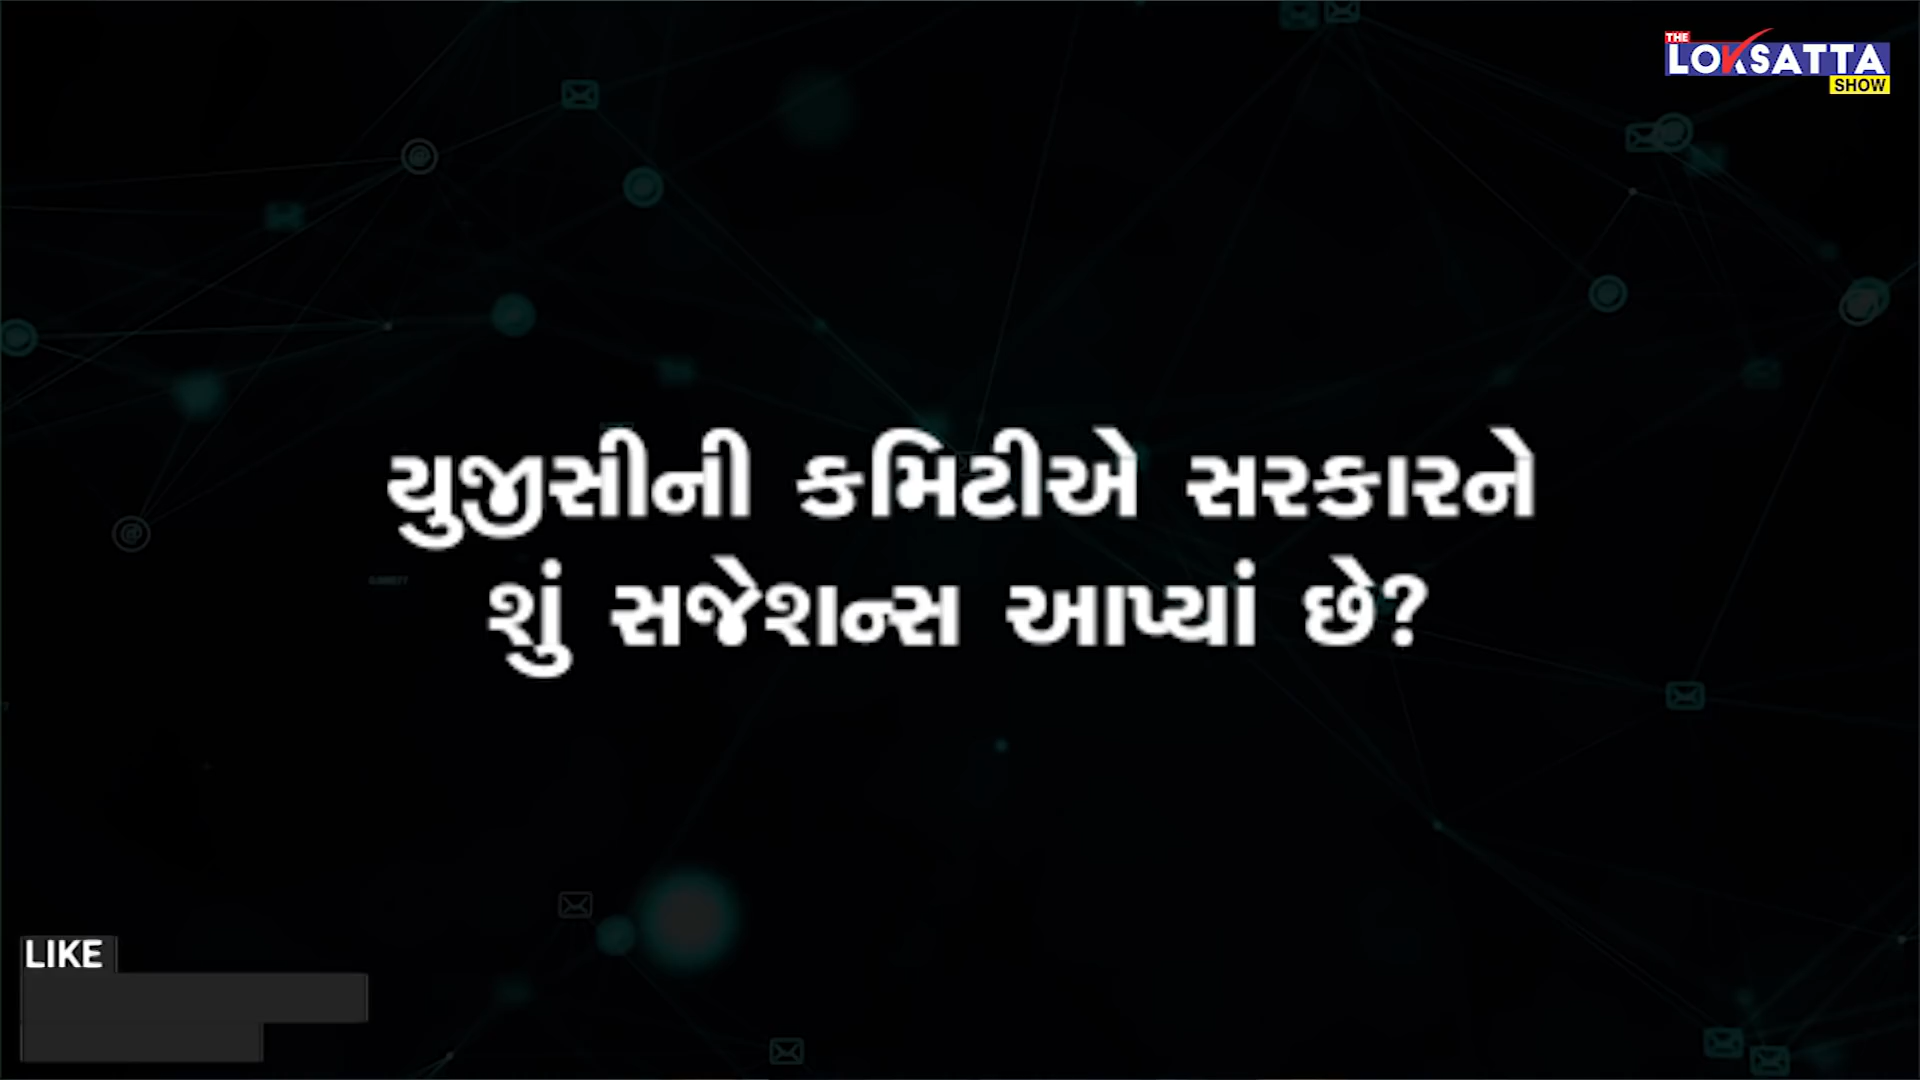 THE
LOKSATTA
SHOW
યુજીસીની કમિટીએ સરકારને
શું સજેશન્સ આપ્યાં છે?
LIKE